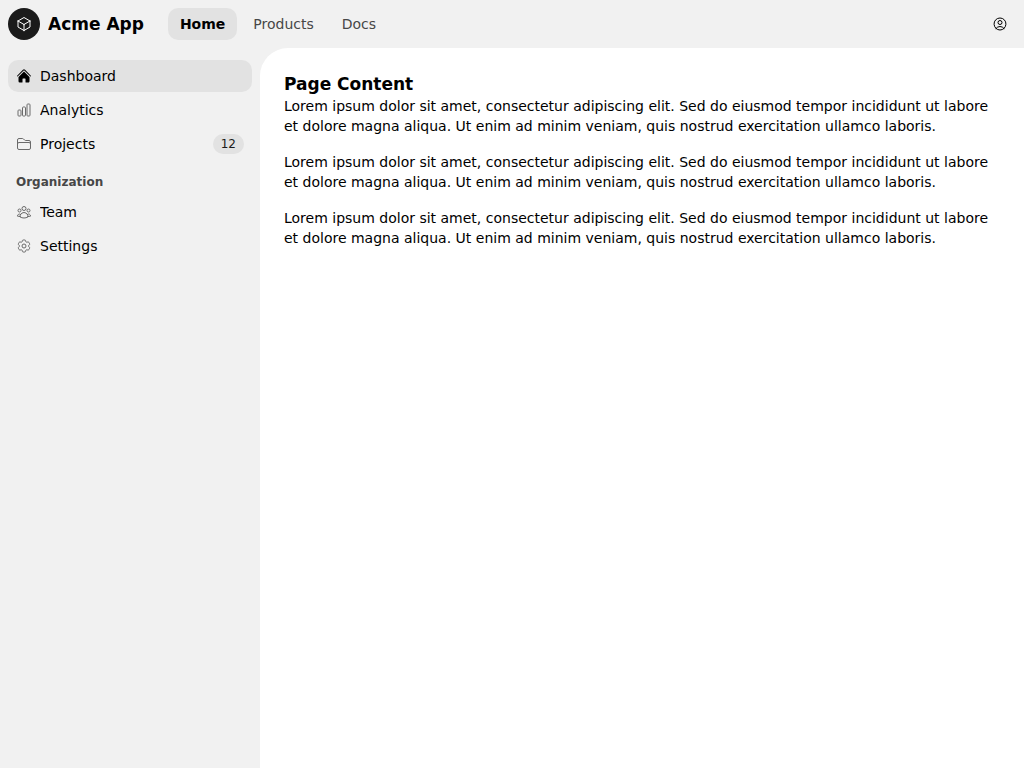 Acme App
Home
Products
Docs
Dashboard
Analytics
Projects
12
Organization
Team
Settings
Page Content
Lorem ipsum dolor sit amet, consectetur adipiscing elit. Sed do eiusmod tempor incididunt ut labore
et dolore magna aliqua. Ut enim ad minim veniam, quis nostrud exercitation ullamco laboris.
Lorem ipsum dolor sit amet, consectetur adipiscing elit. Sed do eiusmod tempor incididunt ut labore
et dolore magna aliqua. Ut enim ad minim veniam, quis nostrud exercitation ullamco laboris.
Lorem ipsum dolor sit amet, consectetur adipiscing elit. Sed do eiusmod tempor incididunt ut labore
et dolore magna aliqua. Ut enim ad minim veniam, quis nostrud exercitation ullamco laboris.